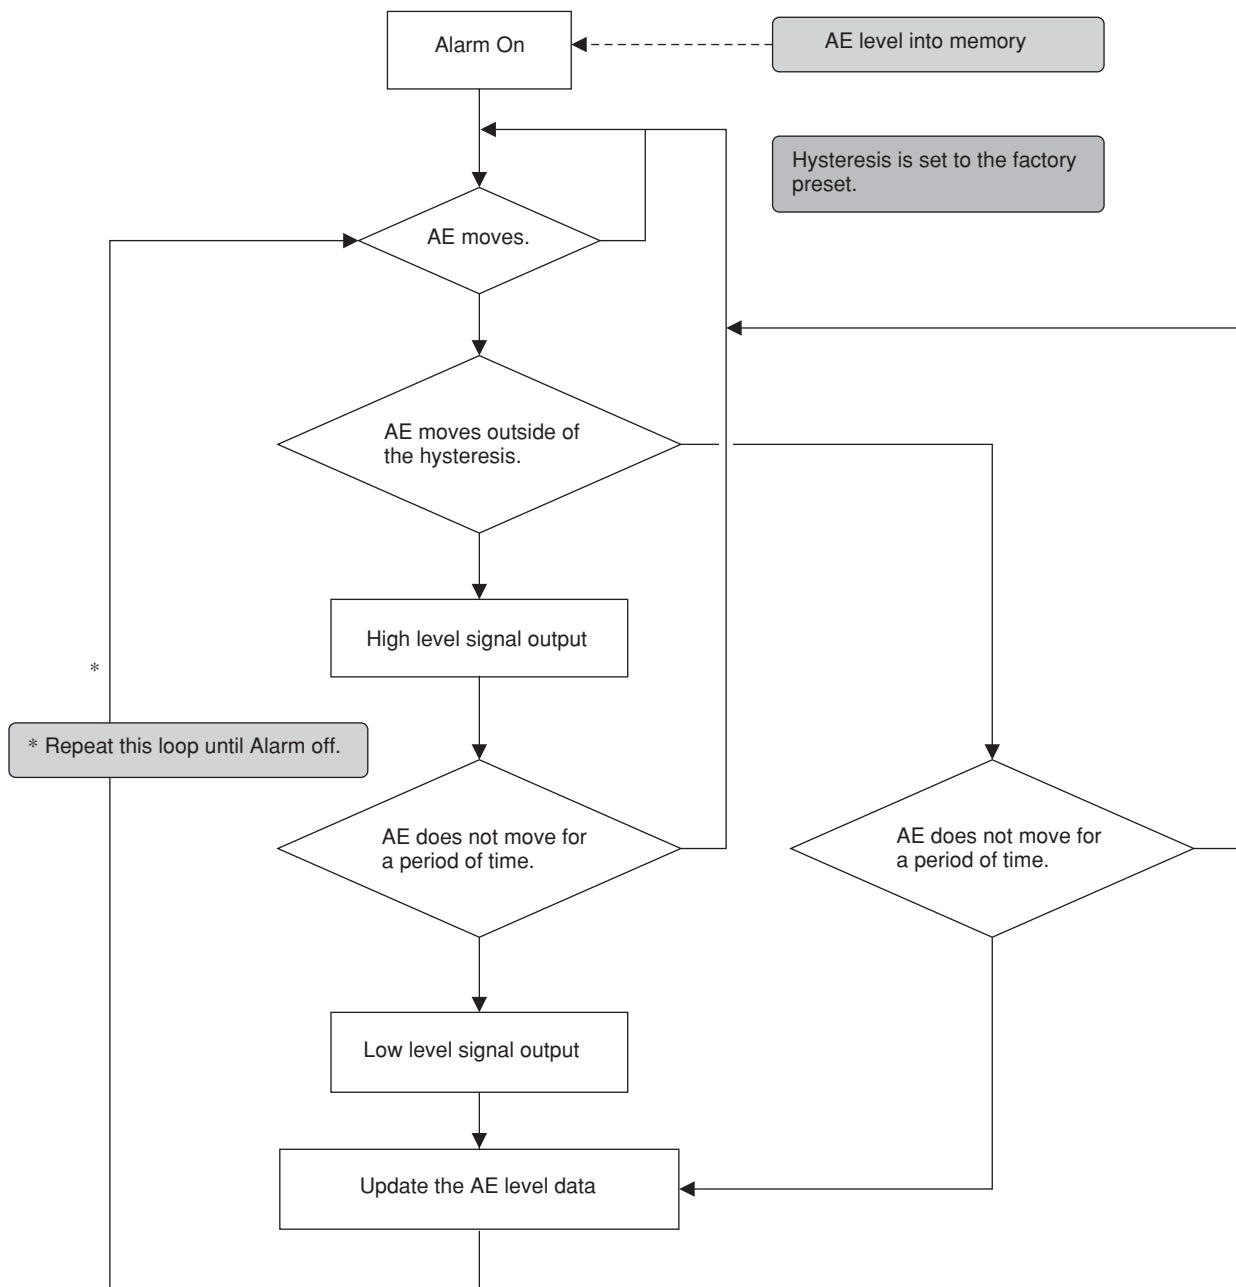 Alarm On
AE level into memory
Hysteresis is set to the factory
preset.
AE moves.
AE moves outside of
the hysteresis.
High level signal output
*
* Repeat this loop until Alarm off.
AE does not move for
a period of time.
AE does not move for
a period of time.
Low level signal output
Update the AE level data